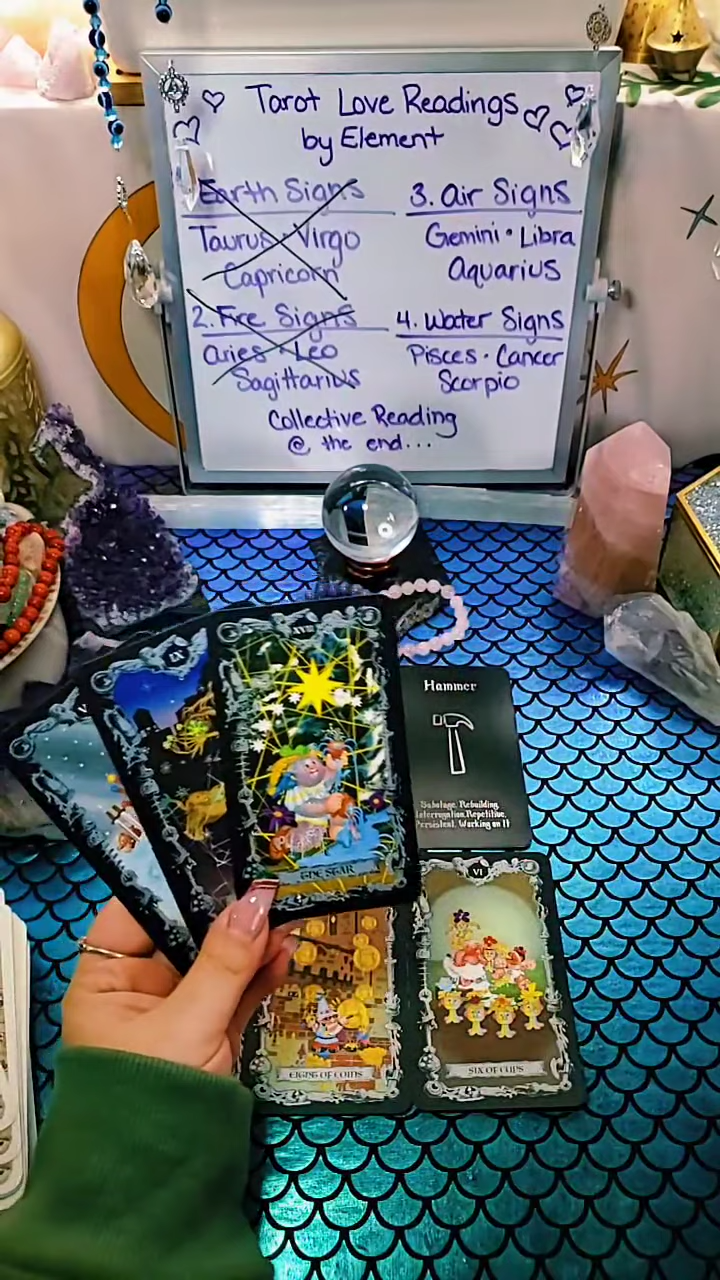 Tarot Love Readings
by Element
Earth Signs
Taurus · Virgo
Capricorn
2. Fire Signs
Aries · Leo
Sagittarius
3. Air Signs
Gemini · Libra
Aquarius
4. Water Signs
Pisces · Cancer
Scorpio
Collective Reading
@ the end...
XVII
THE STAR
Hammer
Sabotage, Rebuilding,
Interrogation, Repetitive,
Persistent, Working on It
EIGHT OF COINS
VI
SIX OF CUPS